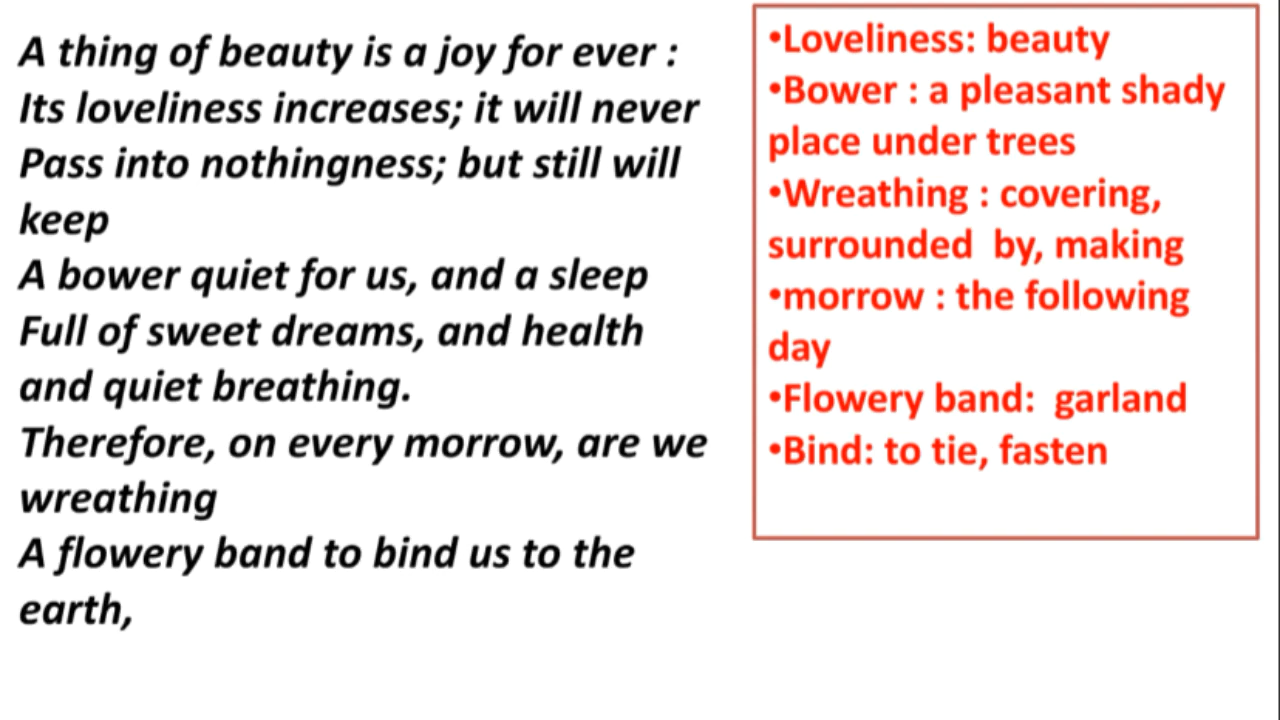 A thing of beauty is a joy for ever :
Its loveliness increases; it will never
Pass into nothingness; but still will
keep
A bower quiet for us, and a sleep
Full of sweet dreams, and health
and quiet breathing.
Therefore, on every morrow, are we
wreathing
A flowery band to bind us to the
earth,
•Loveliness: beauty
•Bower : a pleasant shady
place under trees
•Wreathing : covering,
surrounded  by, making
•morrow : the following
day
•Flowery band:  garland
•Bind: to tie, fasten